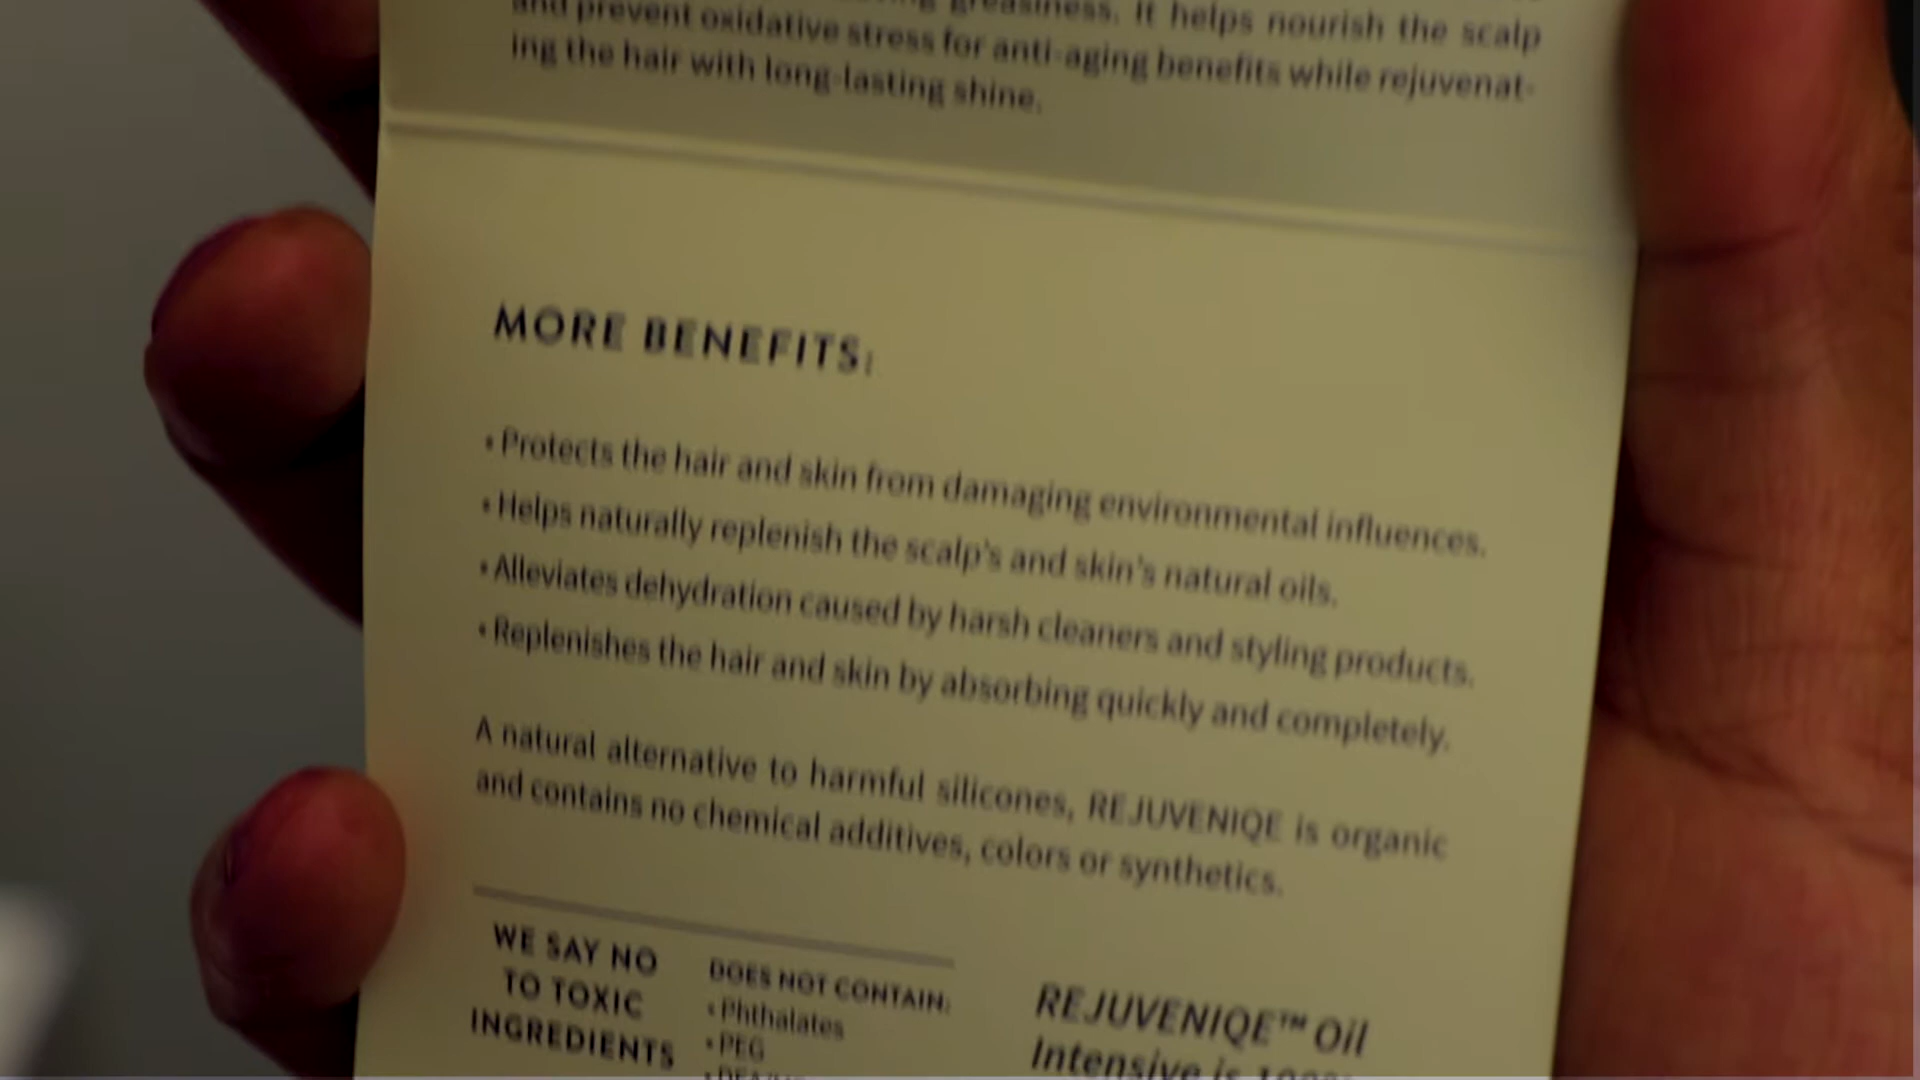 greasiness. It helps nourish the scalp
and prevent oxidative stress for anti-aging benefits while rejuvenat-
ing the hair with long-lasting shine.
MORE BENEFITS:
• Protects the hair and skin from damaging environmental influences.
• Helps naturally replenish the scalp's and skin's natural oils.
• Alleviates dehydration caused by harsh cleaners and styling products.
• Replenishes the hair and skin by absorbing quickly and completely.
A natural alternative to harmful silicones, REJUVENIQE is organic
and contains no chemical additives, colors or synthetics.
WE SAY NO
TO TOXIC
INGREDIENTS
DOES NOT CONTAIN:
• Phthalates
• PEG
REJUVENIQE™ Oil
Intensive is 100%